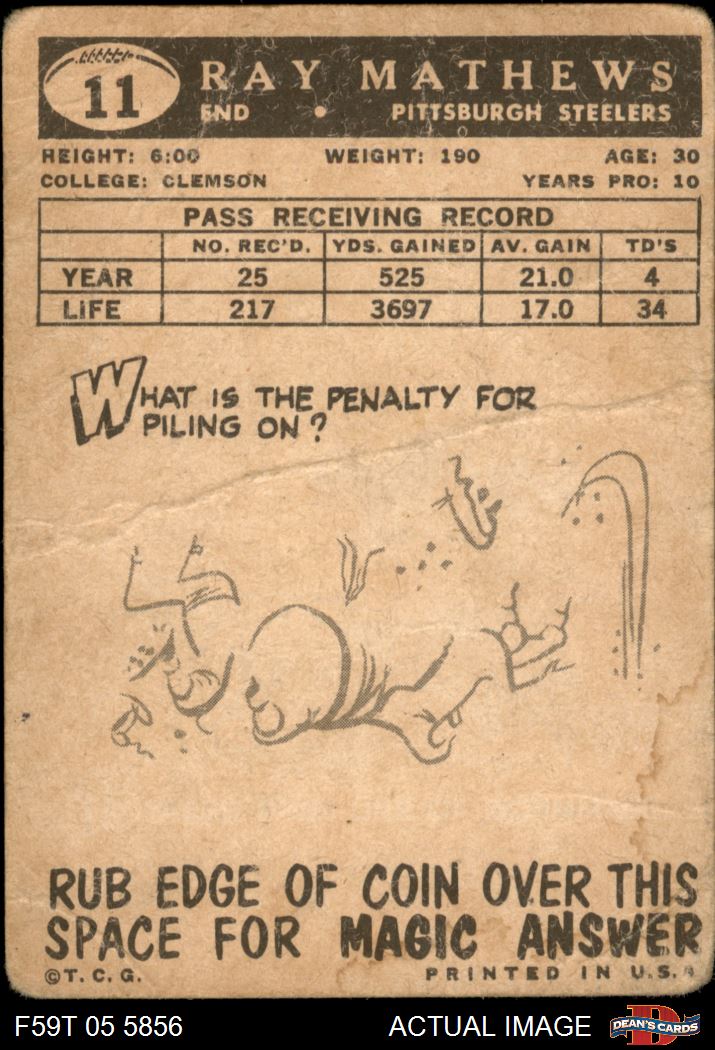 11
RAY MATHEWS
END • PITTSBURGH STEELERS
HEIGHT: 6:00 WEIGHT: 190 AGE: 30
COLLEGE: CLEMSON YEARS PRO: 10
PASS RECEIVING RECORD
NO. REC'D. YDS. GAINED AV. GAIN TD'S
YEAR 25 525 21.0 4
LIFE 217 3697 17.0 34
WHAT IS THE PENALTY FOR
PILING ON?
RUB EDGE OF COIN OVER THIS
SPACE FOR MAGIC ANSWER
©T. C. G. PRINTED IN U.S.A
F59T 05 5856 ACTUAL IMAGE D DEAN'S CARDS